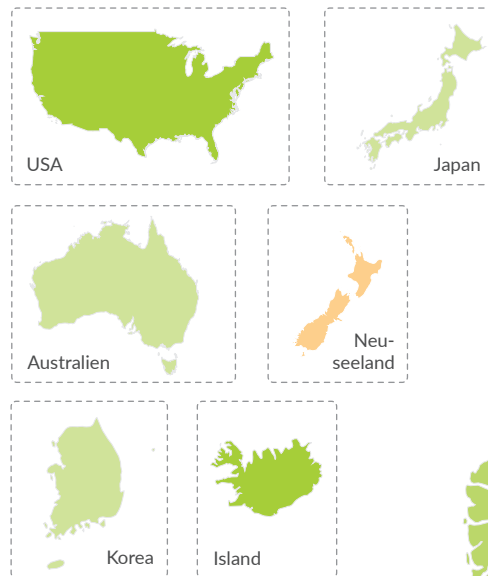 USA
Japan
Australien
Neu-
seeland
Korea
Island